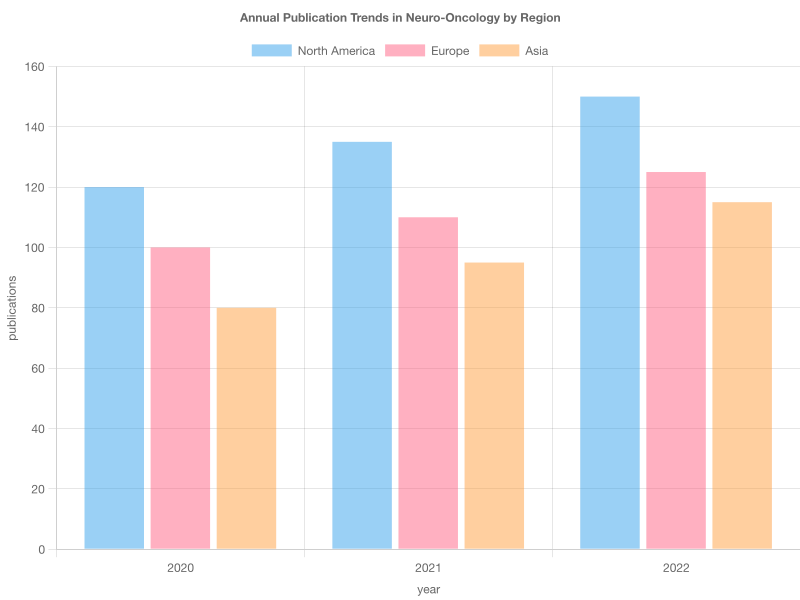 Annual Publication Trends in Neuro-Oncology by Region
North America Europe Asia
160
140
120
100
80
60
40
20
0
publications
2020 2021 2022
year